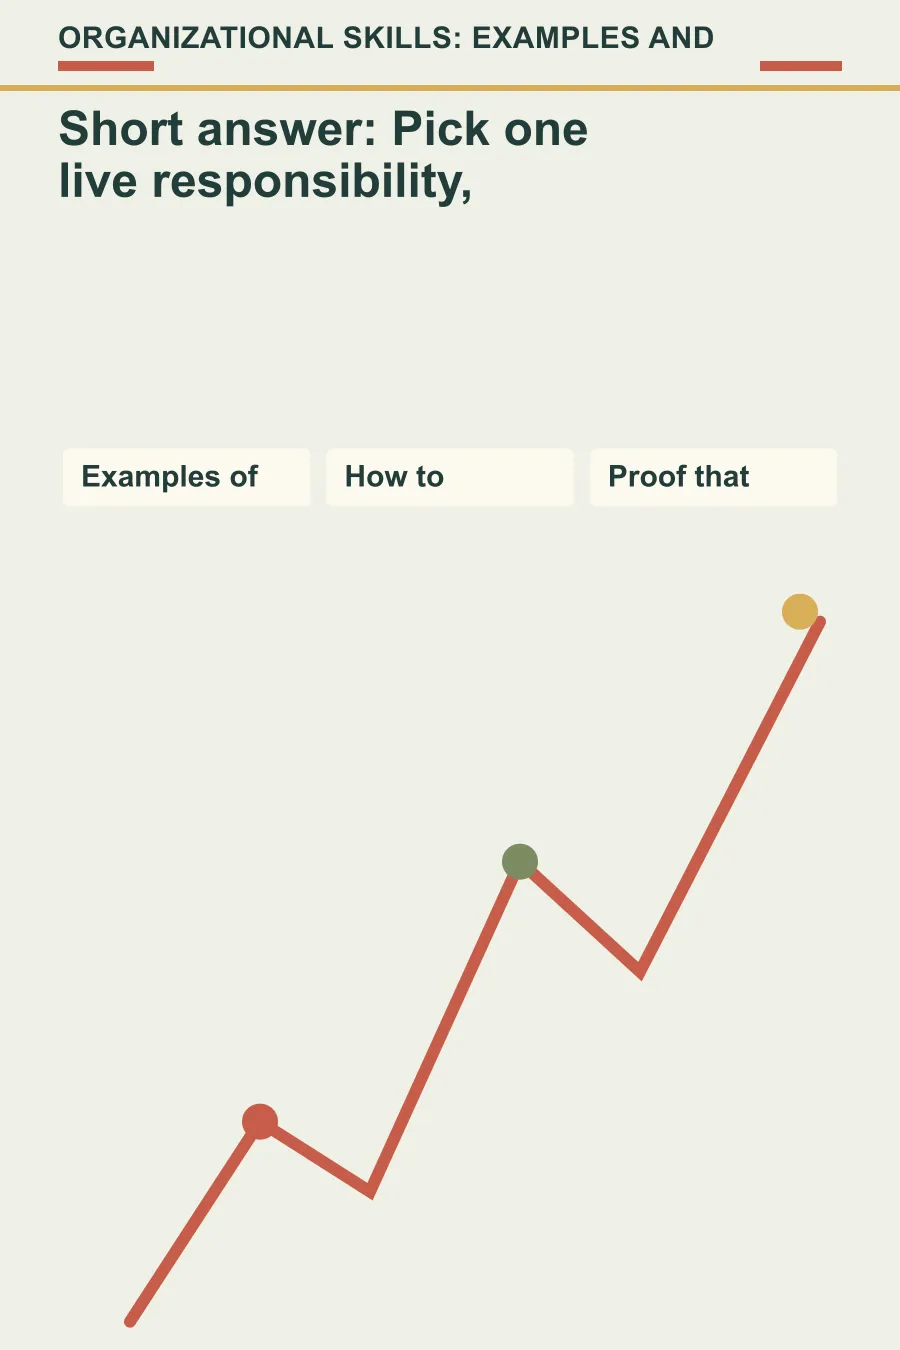 ORGANIZATIONAL SKILLS: EXAMPLES AND
Short answer: Pick one
live responsibility,
Examples of
How to
Proof that